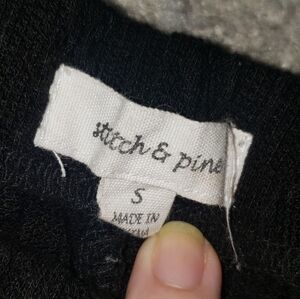 stitch & pine
S
MADE IN